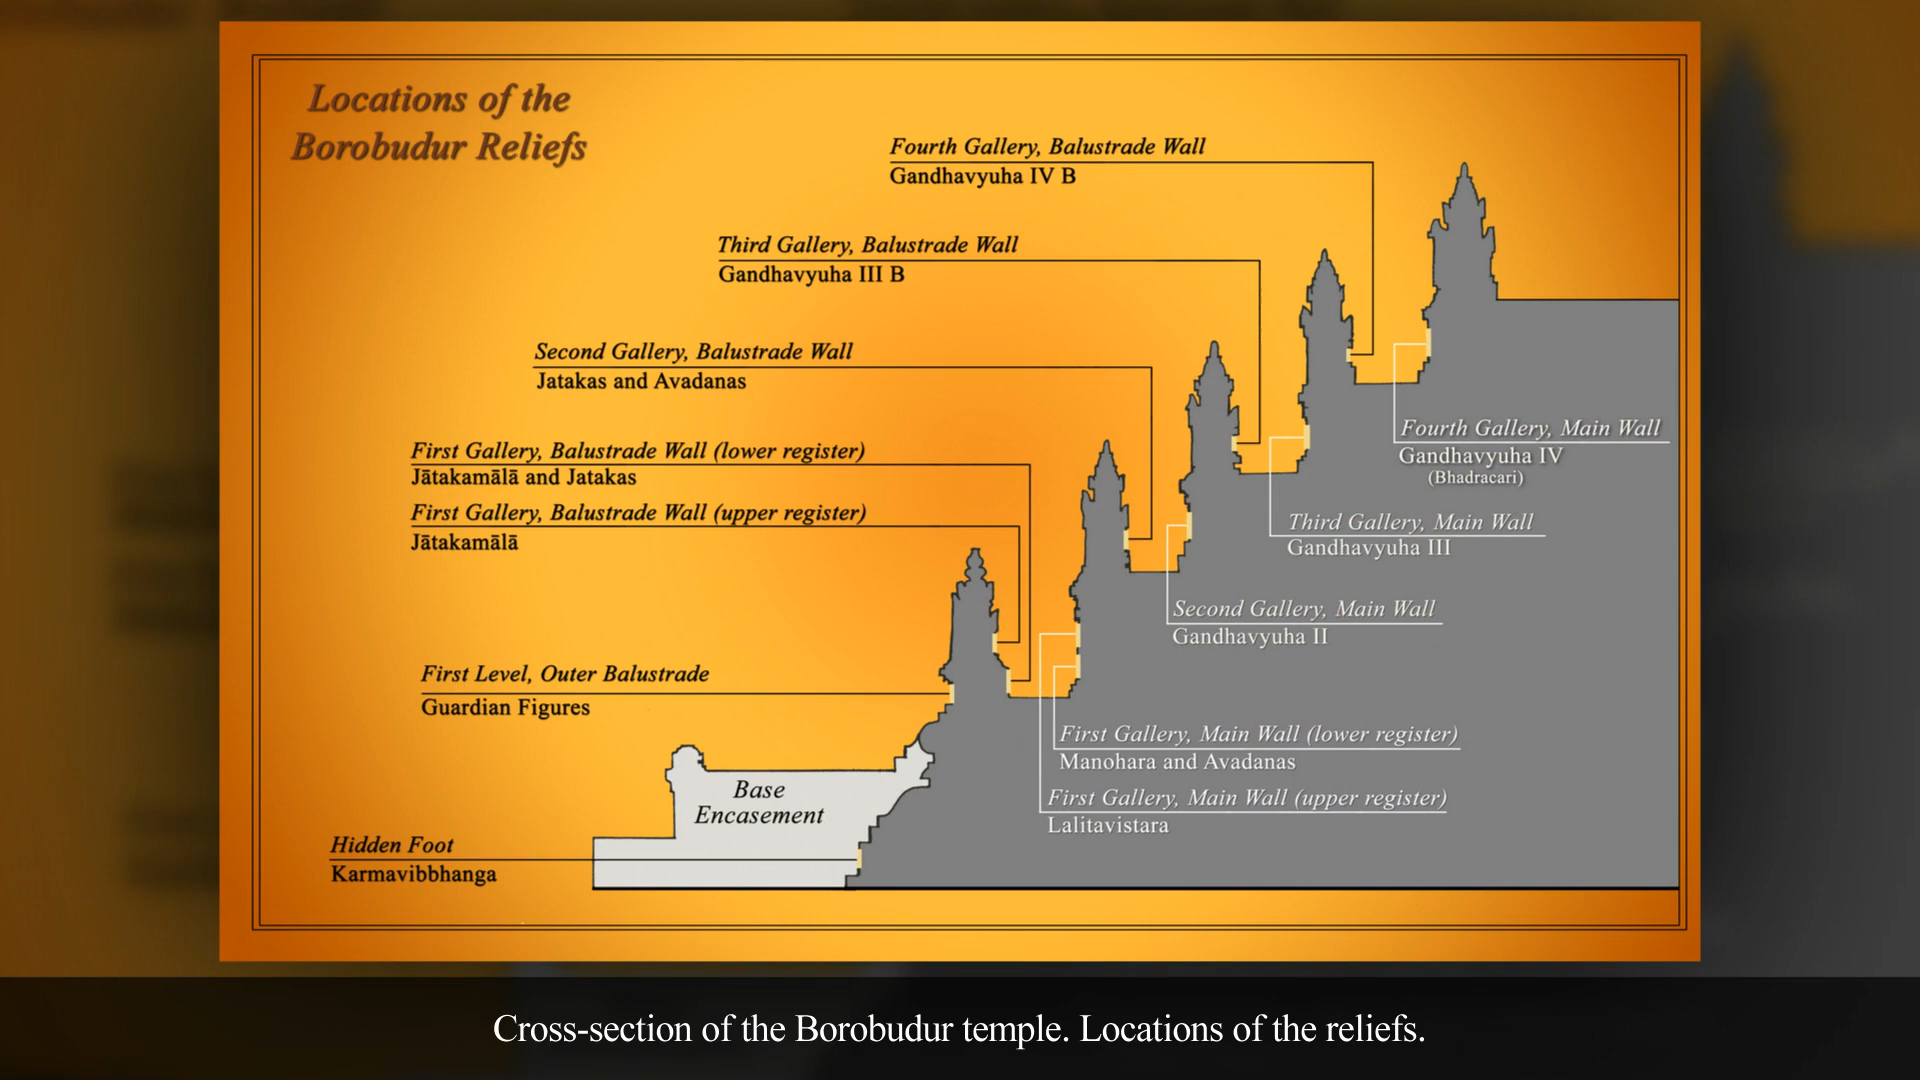 Locations of the
Borobudur Reliefs
Fourth Gallery, Balustrade Wall
Gandhavyuha IV B
Third Gallery, Balustrade Wall
Gandhavyuha III B
Second Gallery, Balustrade Wall
Jatakas and Avadanas
First Gallery, Balustrade Wall (lower register)
Jātakamālā and Jatakas
First Gallery, Balustrade Wall (upper register)
Jātakamālā
First Level, Outer Balustrade
Guardian Figures
Base
Encasement
Hidden Foot
Karmavibbhanga
Fourth Gallery, Main Wall
Gandhavyuha IV
(Bhadracari)
Third Gallery, Main Wall
Gandhavyuha III
Second Gallery, Main Wall
Gandhavyuha II
First Gallery, Main Wall (lower register)
Manohara and Avadanas
First Gallery, Main Wall (upper register)
Lalitavistara
Cross-section of the Borobudur temple. Locations of the reliefs.